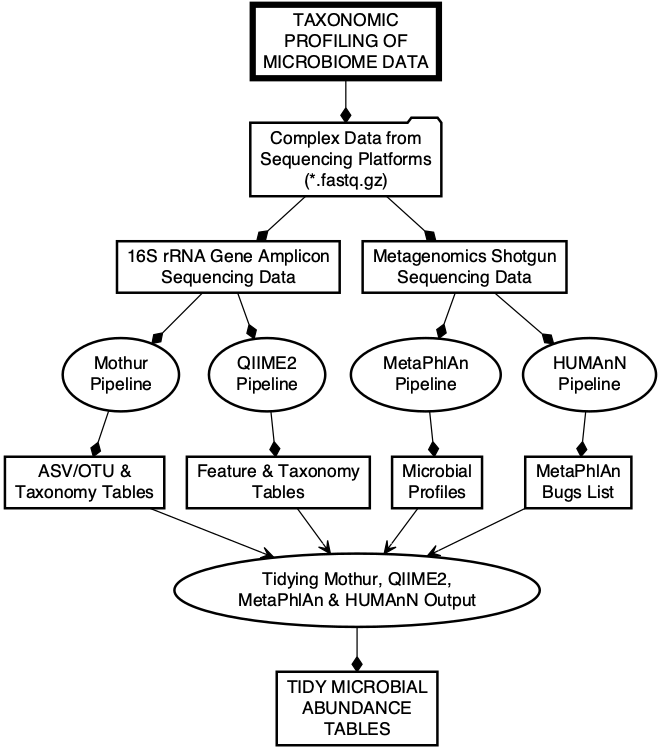 TAXONOMIC
PROFILING OF
MICROBIOME DATA
Complex Data from
Sequencing Platforms
(*.fastq.gz)
16S rRNA Gene Amplicon
Sequencing Data
Metagenomics Shotgun
Sequencing Data
Mothur
Pipeline
QIIME2
Pipeline
MetaPhlAn
Pipeline
HUMAnN
Pipeline
ASV/OTU &
Taxonomy Tables
Feature & Taxonomy
Tables
Microbial
Profiles
MetaPhlAn
Bugs List
Tidying Mothur, QIIME2,
MetaPhlAn & HUMAnN Output
TIDY MICROBIAL
ABUNDANCE
TABLES